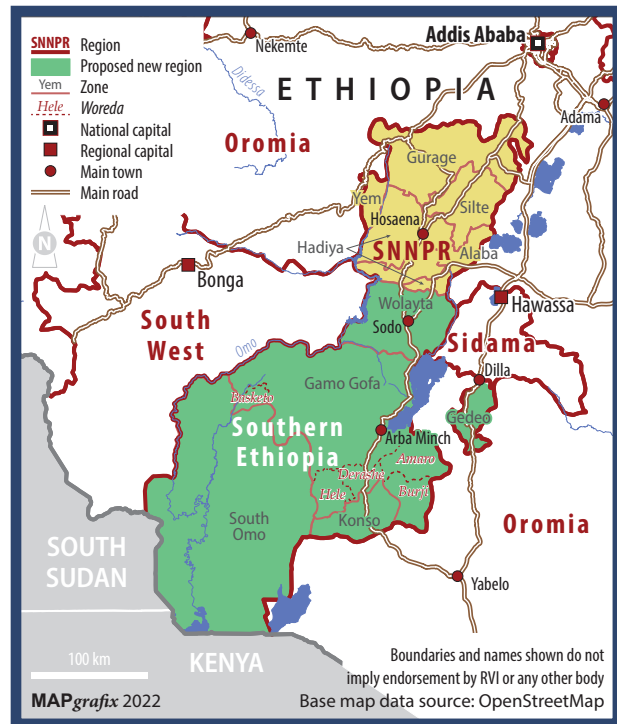 SNNPR Region
Proposed new region
Yem Zone
Hele Woreda
National capital
Regional capital
Main town
Main road
N
Addis Ababa
Nekemte
Didessa
ETHIOPIA
Adama
Oromia
Gurage
Yem
Silte
Hosaena
Hadiya
SNNPR
Alaba
Bonga
Wolayta
Hawassa
Sodo
South
West
Sidama
Omo
Dilla
Gamo Gofa
Basketo
Gedeo
Southern
Ethiopia
Arba Minch
Amaro
Derashe
Hele
Burji
South
Omo
Konso
Oromia
SOUTH
SUDAN
Yabelo
KENYA
100 km
Boundaries and names shown do not
imply endorsement by RVI or any other body
MAPgrafix 2022
Base map data source: OpenStreetMap